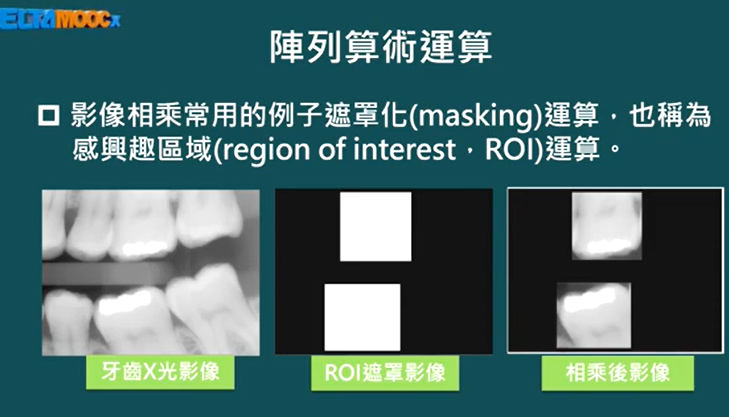 EGTAMOOCx
陣列算術運算
影像相乘常用的例子遮罩化(masking)運算，也稱為
感興趣區域(region of interest，ROI)運算。
牙齒X光影像
ROI遮罩影像
相乘後影像